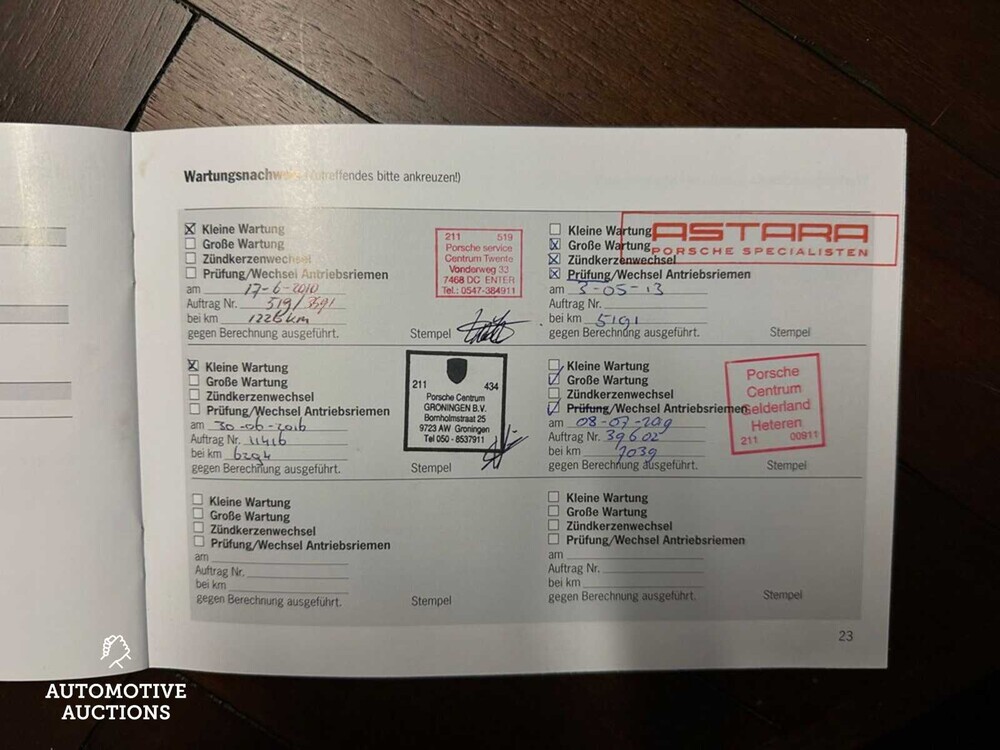 Wartungsnachw treffendes bitte ankreuzen!)
Kleine Wartung
Große Wartung
Zündkerzenwechsel
Prüfung/Wechsel Antriebsriemen
am 17-6-2010
Auftrag Nr. 519/3591
bei km 1226km
gegen Berechnung ausgeführt.
Stempel
211 519
Porsche service
Centrum Twente
Vonderweg 33
7468 DC ENTER
Tel.: 0547-384911
Kleine Wartung
Große Wartung
Zündkerzenwechsel
Prüfung/Wechsel Antriebsriemen
am 3-05-13
Auftrag Nr.
bei km 5191
gegen Berechnung ausgeführt.
Stempel
ASTARA
PORSCHE SPECIALISTEN
Kleine Wartung
Große Wartung
Zündkerzenwechsel
Prüfung/Wechsel Antriebsriemen
am 30-06-2016
Auftrag Nr. 11416
bei km 6294
gegen Berechnung ausgeführt.
Stempel
211 434
Porsche Centrum
GRONINGEN B.V.
Bornholmstraat 25
9723 AW Groningen
Tel 050 - 8537911
Kleine Wartung
Große Wartung
Zündkerzenwechsel
Prüfung/Wechsel Antriebsriemen
am 08-07-2019
Auftrag Nr. 39602
bei km 7039
gegen Berechnung ausgeführt.
Stempel
Porsche
Centrum
Gelderland
Heteren
211 00911
Kleine Wartung
Große Wartung
Zündkerzenwechsel
Prüfung/Wechsel Antriebsriemen
am
Auftrag Nr.
bei km
gegen Berechnung ausgeführt.
Stempel
Kleine Wartung
Große Wartung
Zündkerzenwechsel
Prüfung/Wechsel Antriebsriemen
am
Auftrag Nr.
bei km
gegen Berechnung ausgeführt.
Stempel
23
AUTOMOTIVE
AUCTIONS